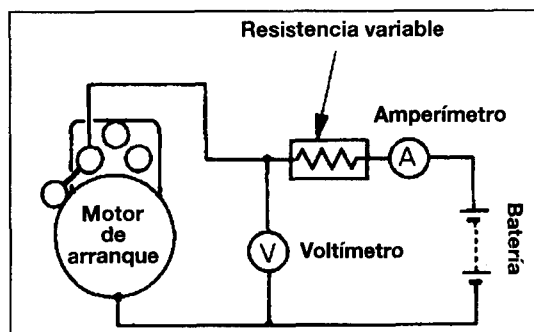 Resistencia variable
Amperímetro
A
Motor
de
arranque
V
Voltímetro
Batería